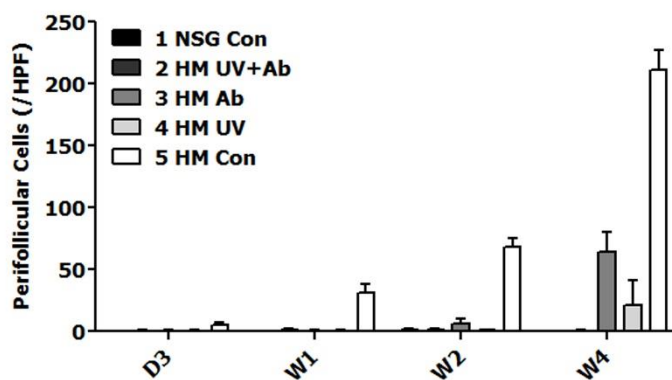 Perifollicular Cells (/HPF)
250
200
150
100
50
0
1 NSG Con
2 HM UV+Ab
3 HM Ab
4 HM UV
5 HM Con
D3
W1
W2
W4